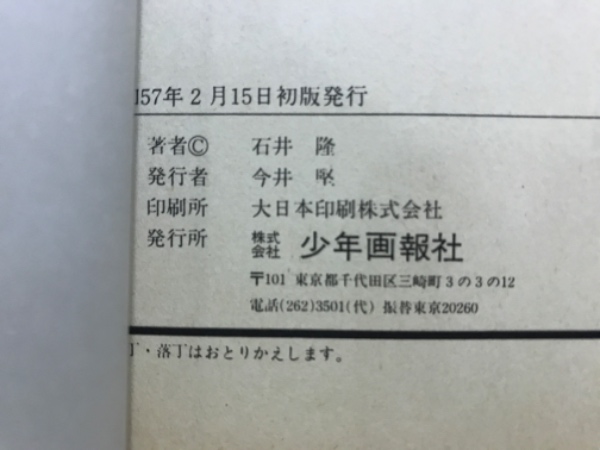 57年2月15日初版発行
著者© 石井 隆
発行者 今井 堅
印刷所 大日本印刷株式会社
発行所 株式会社 少年画報社
〒101 東京都千代田区三崎町3の3の12
電話(262)3501(代) 振替東京20260
丁・落丁はおとりかえします。